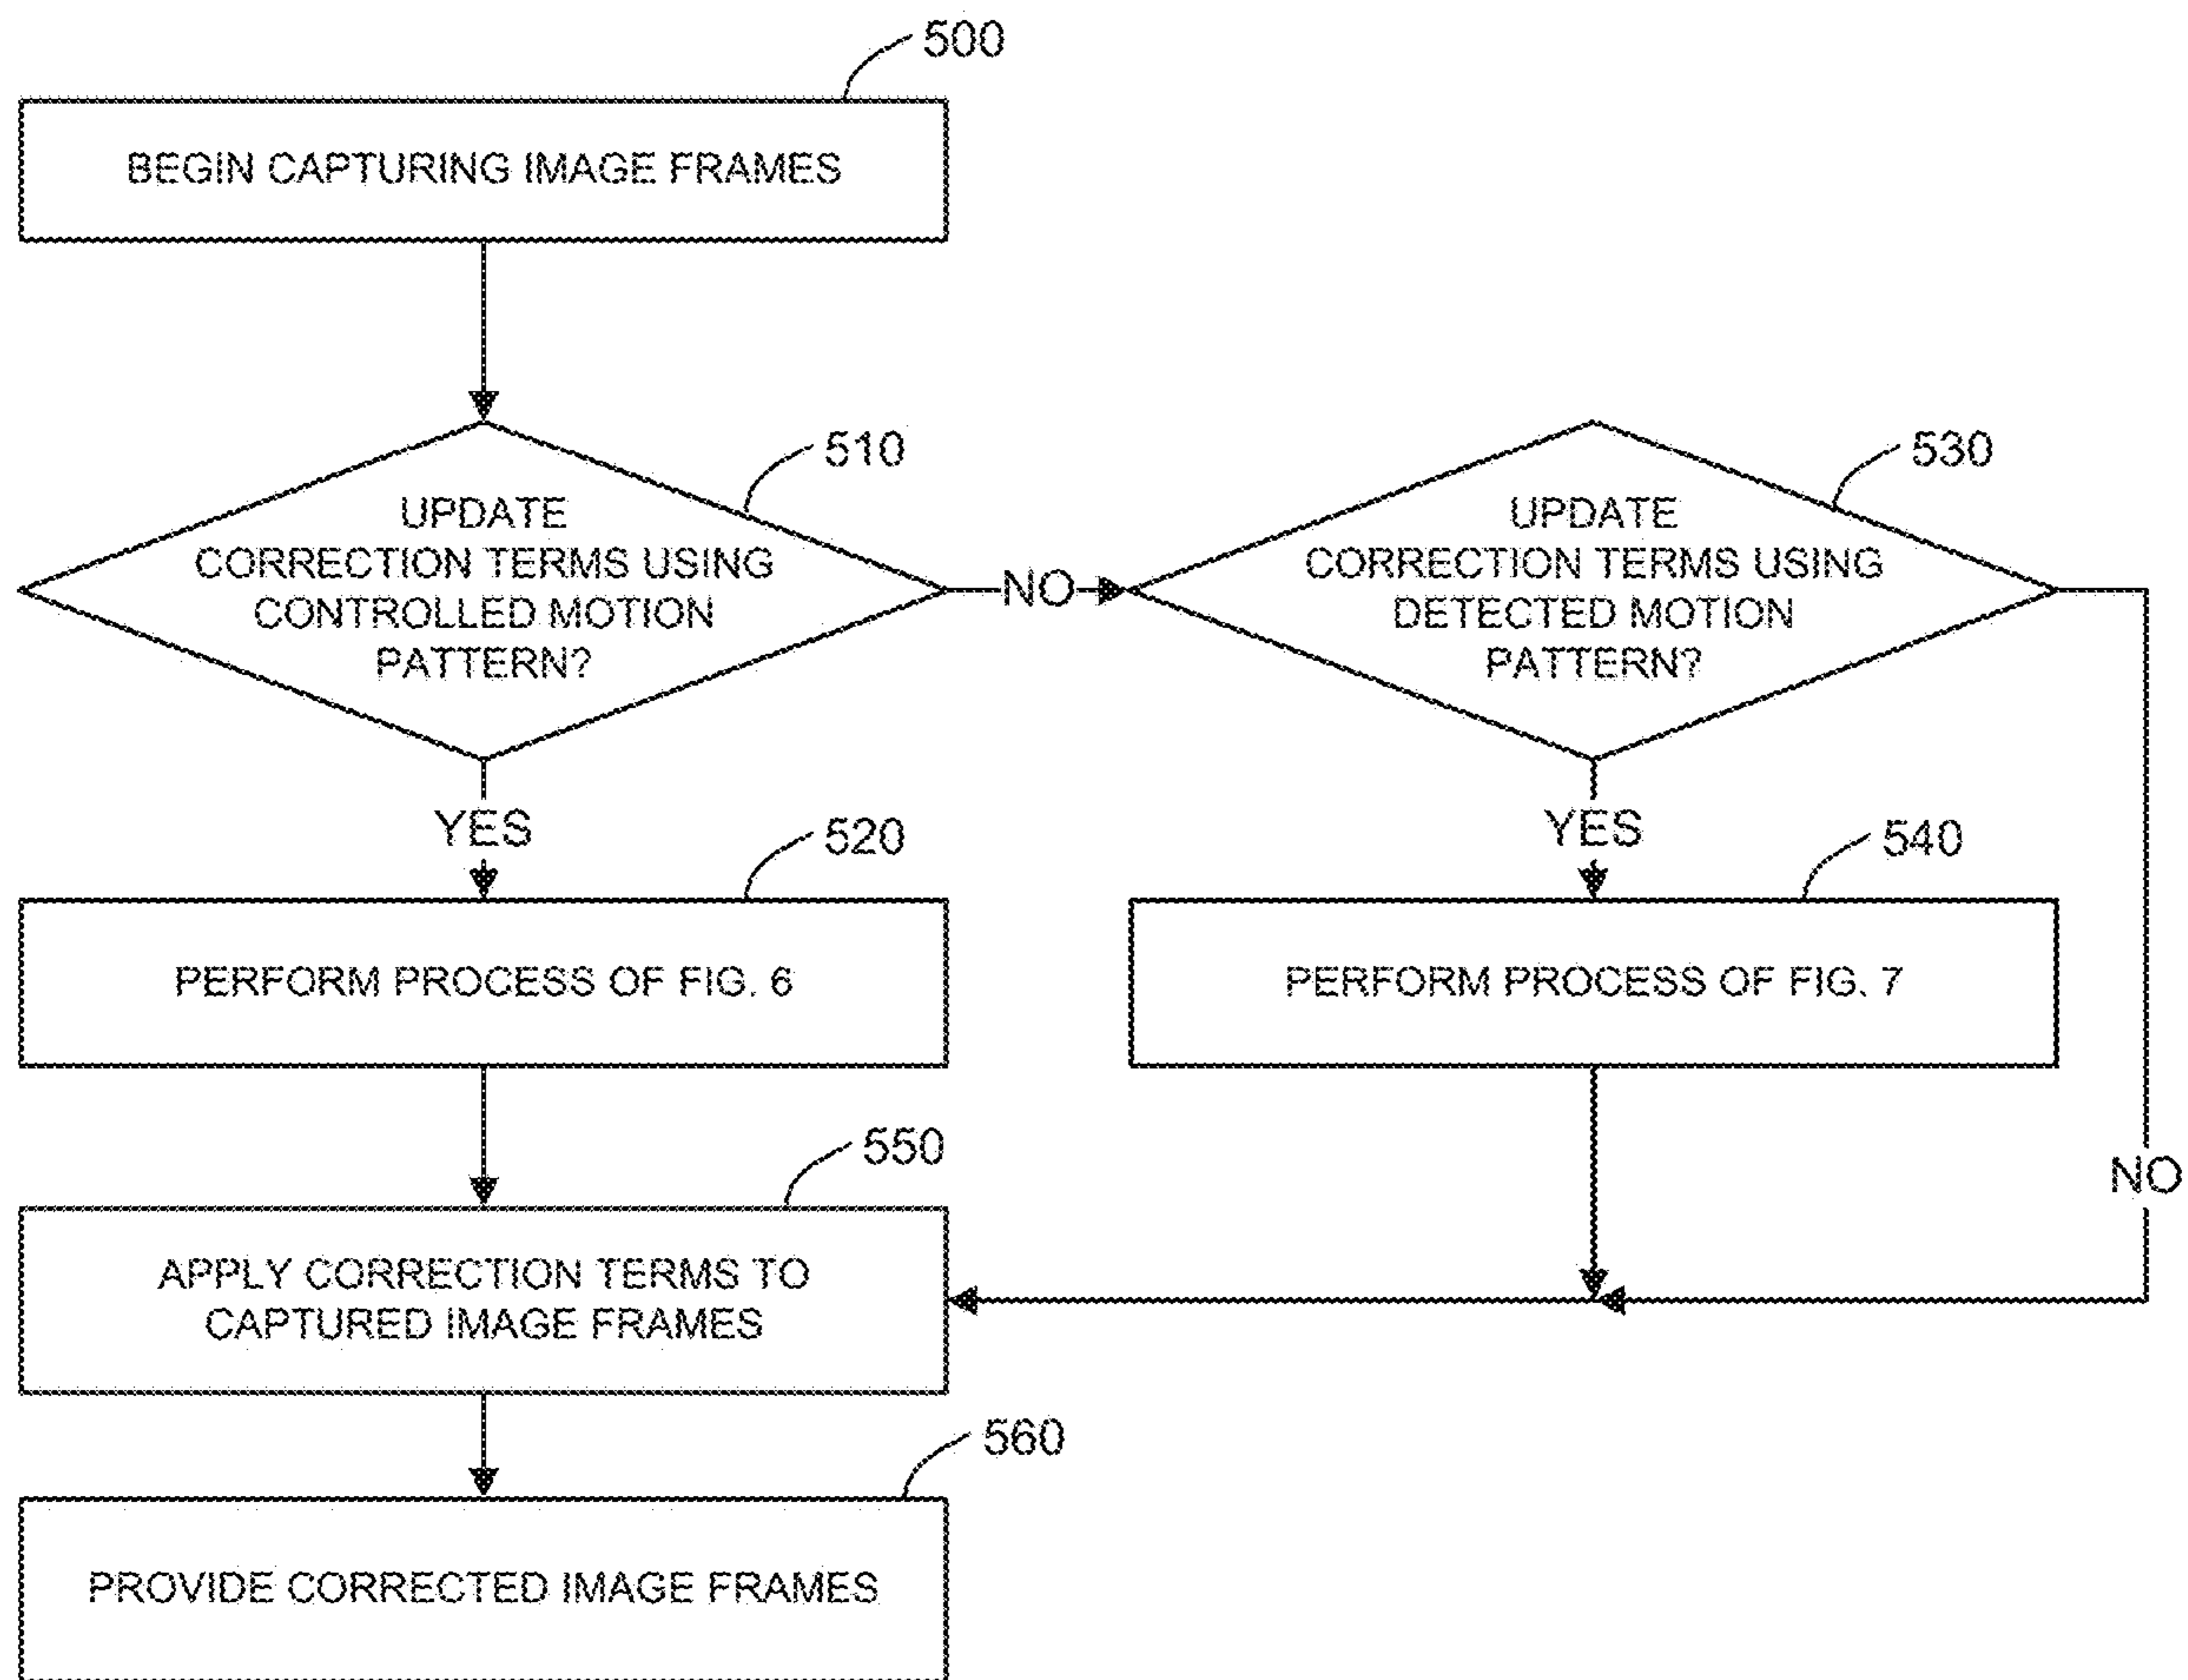 500
BEGIN CAPTURING IMAGE FRAMES
510
UPDATE
CORRECTION TERMS USING
CONTROLLED MOTION
PATTERN?
NO
530
UPDATE
CORRECTION TERMS USING
DETECTED MOTION
PATTERN?
YES
520
PERFORM PROCESS OF FIG. 6
YES
540
PERFORM PROCESS OF FIG. 7
NO
550
APPLY CORRECTION TERMS TO
CAPTURED IMAGE FRAMES
560
PROVIDE CORRECTED IMAGE FRAMES